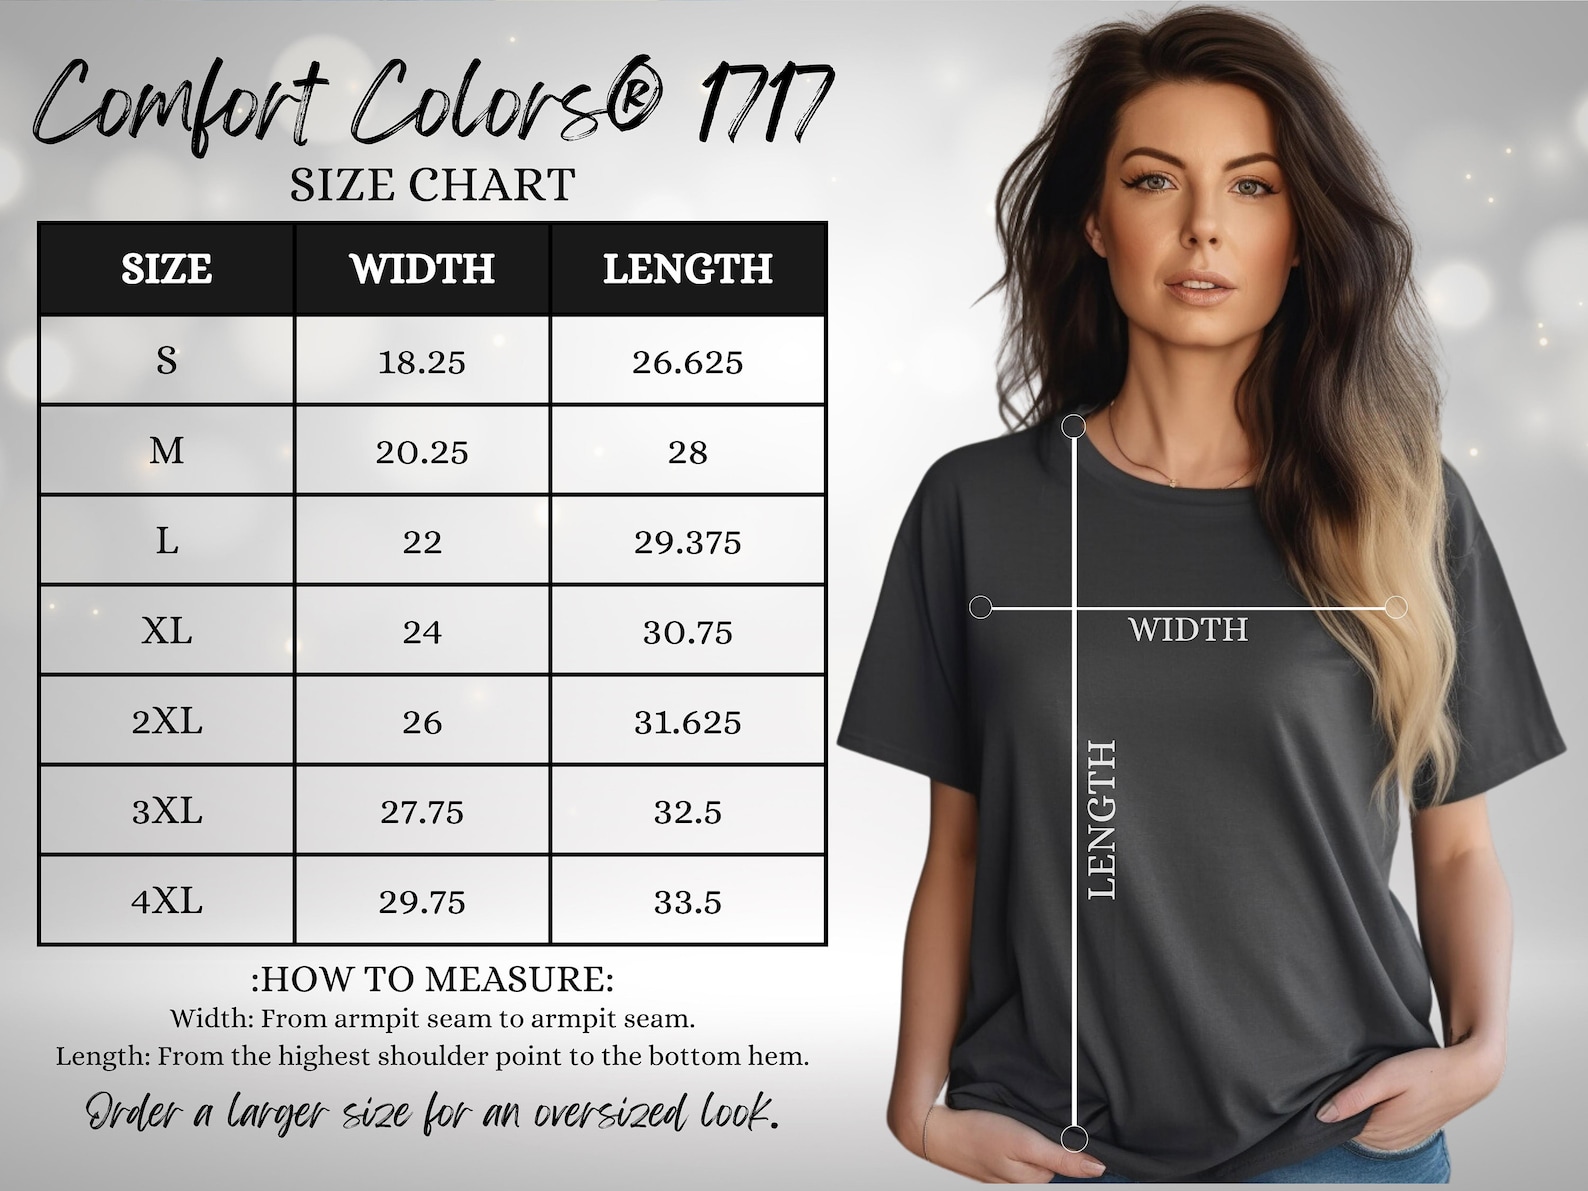 Comfort Colors® 1717
SIZE CHART
SIZE WIDTH LENGTH
S 18.25 26.625
M 20.25 28
L 22 29.375
XL 24 30.75
2XL 26 31.625
3XL 27.75 32.5
4XL 29.75 33.5
:HOW TO MEASURE:
Width: From armpit seam to armpit seam.
Length: From the highest shoulder point to the bottom hem.
Order a larger size for an oversized look.
WIDTH
LENGTH